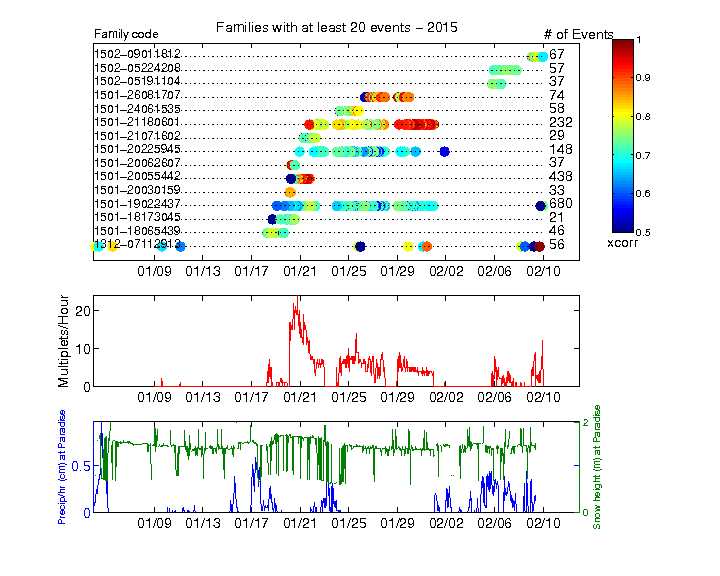 Families with at least 20 events – 2015
Family code
# of Events
1502–09011812 67
1502–05224208 57
1502–05191104 37
1501–26081707 74
1501–24061535 58
1501–21180601 232
1501–21071602 29
1501–20225945 148
1501–20062607 37
1501–20055442 438
1501–20030159 33
1501–19022437 680
1501–18173045 21
1501–18065439 46
1312–07112913 56
01/09 01/13 01/17 01/21 01/25 01/29 02/02 02/06 02/10
1
0.9
0.8
0.7
0.6
0.5
xcorr
Multiplets/Hour
20
10
0
01/09 01/13 01/17 01/21 01/25 01/29 02/02 02/06 02/10
Precip/hr (cm) at Paradise
0.5
0
2
1
0
Snow height (m) at Paradise
01/09 01/13 01/17 01/21 01/25 01/29 02/02 02/06 02/10